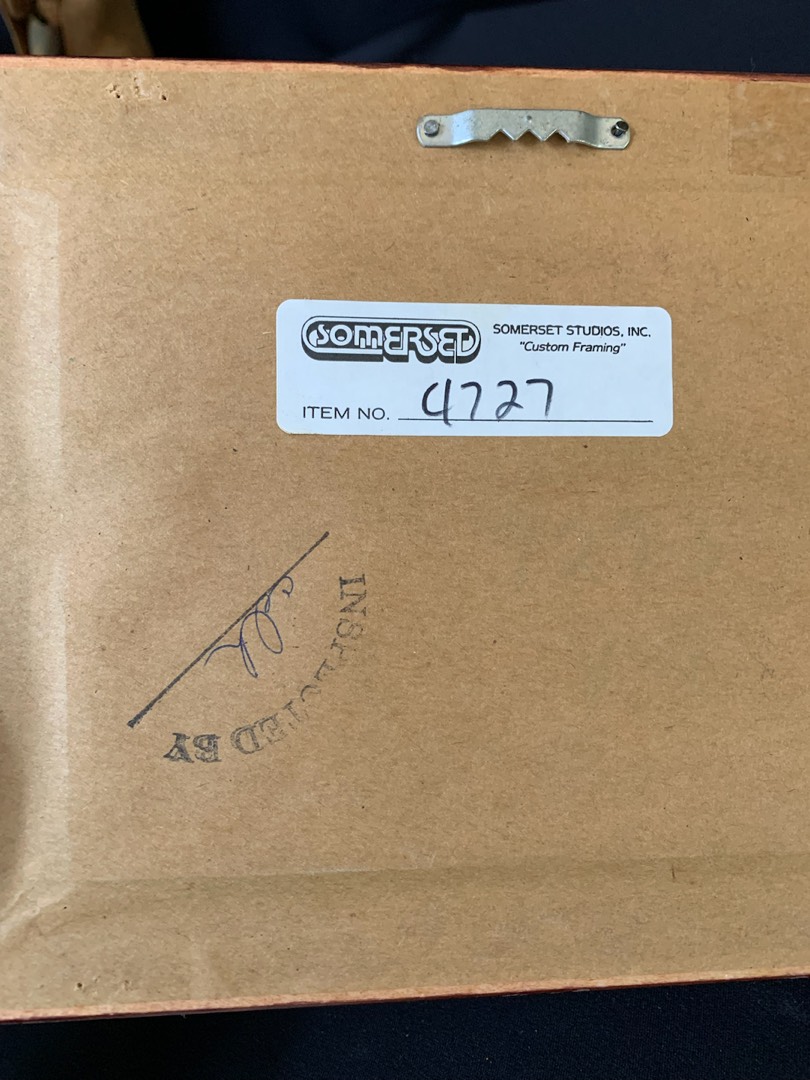 SOMERSET
SOMERSET STUDIOS, INC.
"Custom Framing"
ITEM NO. 4727
INSPECTED BY